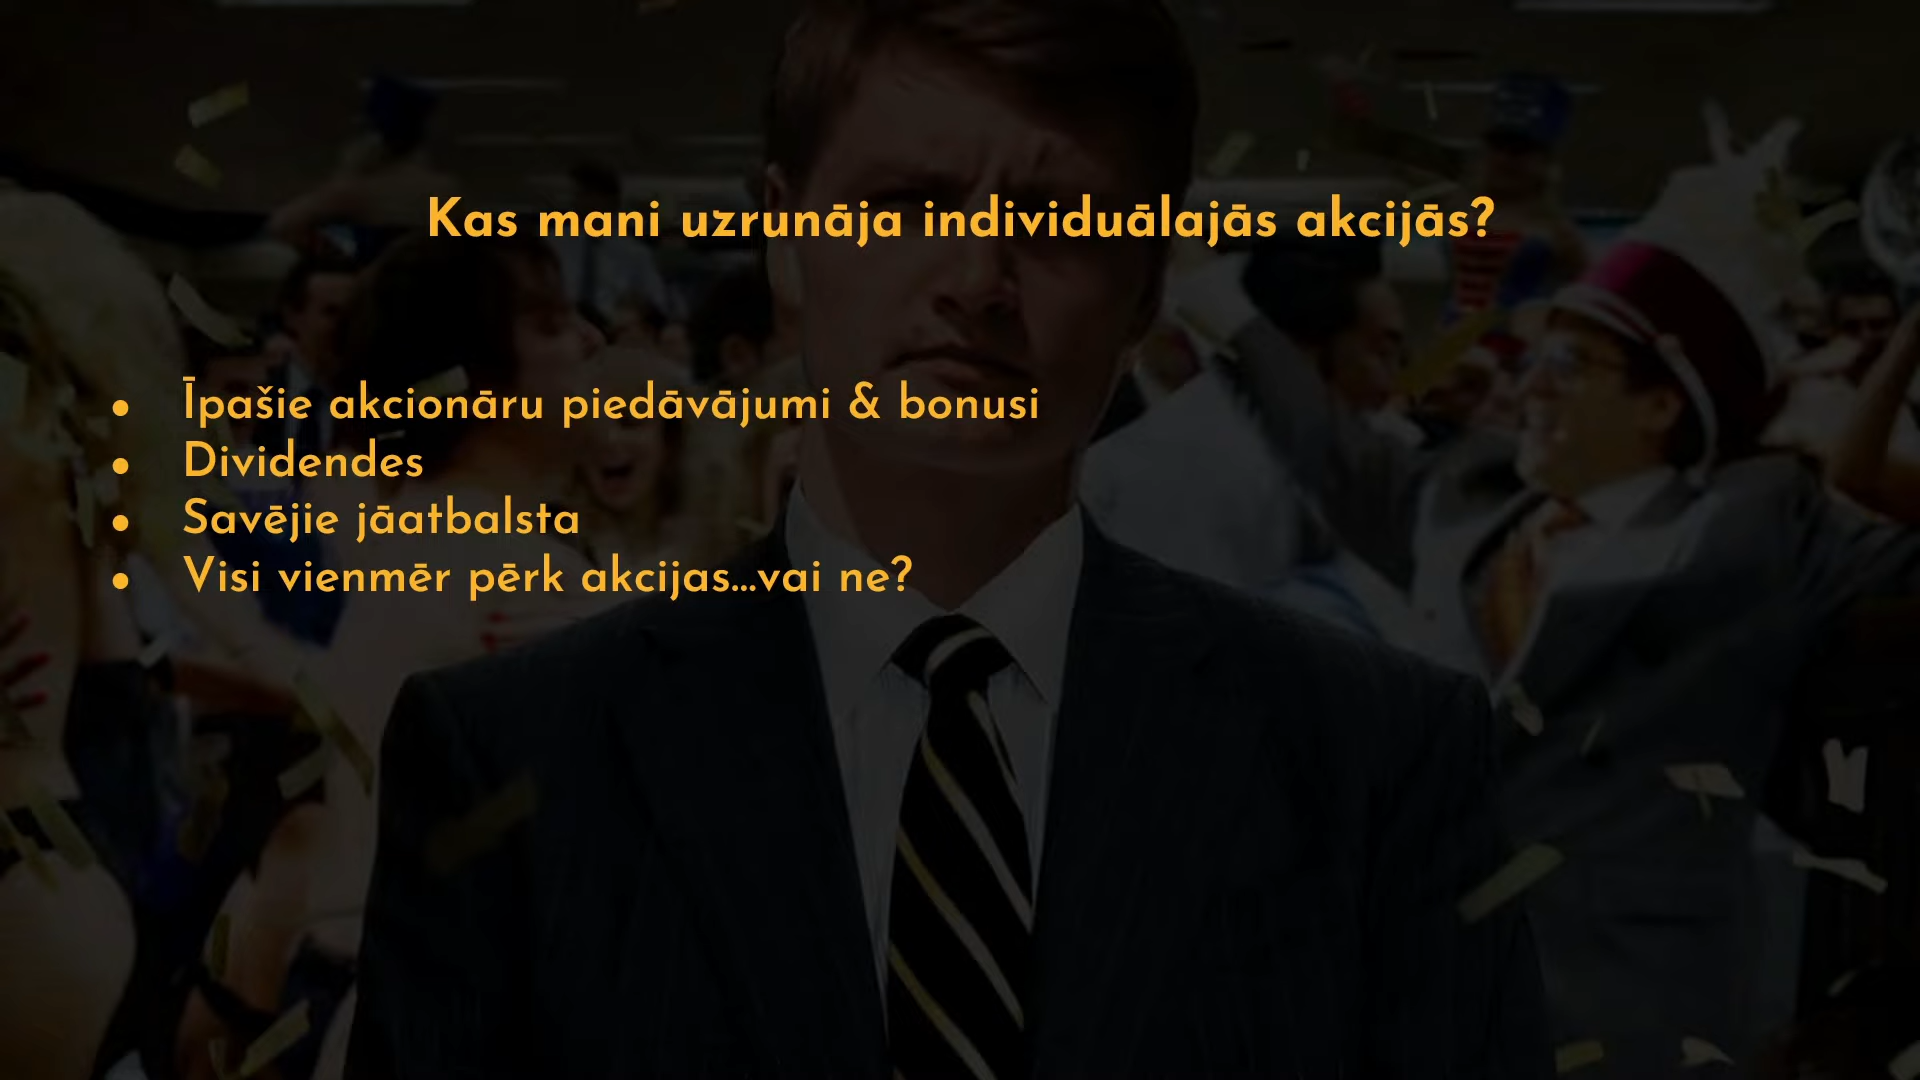 Kas mani uzrunāja individuālajās akcijās?
● Īpašie akcionāru piedāvājumi & bonusi
● Dividendes
● Savējie jāatbalsta
● Visi vienmēr pērk akcijas...vai ne?